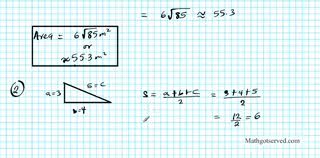 = 6√85 ≈ 55.3
Area = 6√85 m²
or
≈ 55.3 m²
②
a=3
c=c
b=4
S = a+b+c / 2 = 3+4+5 / 2
= 12/2 = 6
Mathgotserved.com